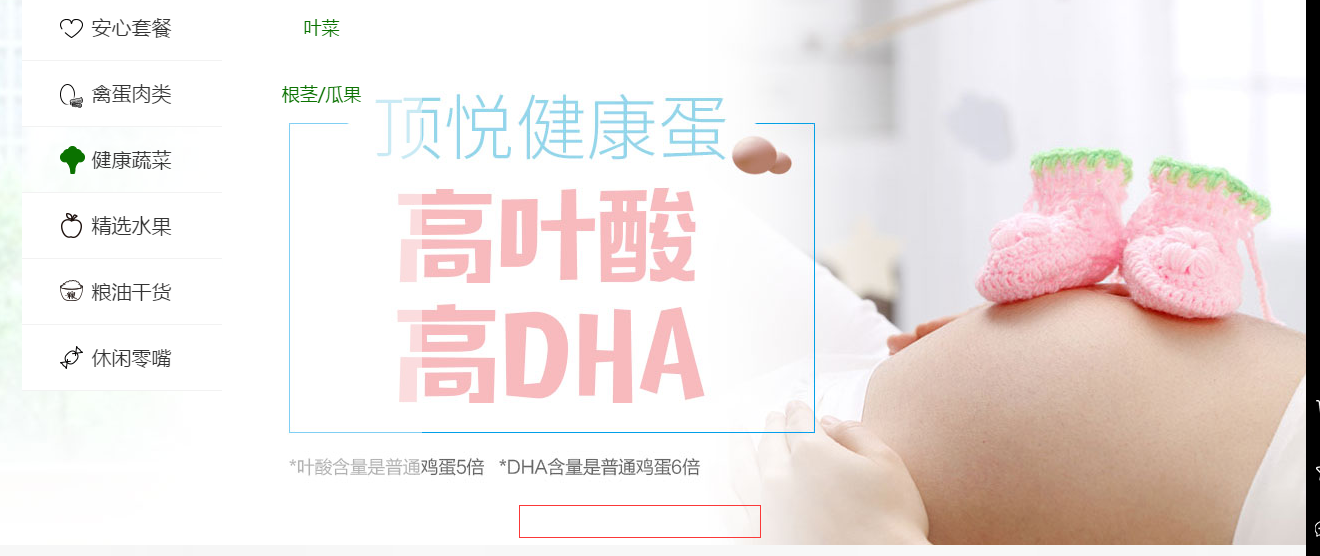 安心套餐
禽蛋肉类
健康蔬菜
精选水果
粮油干货
休闲零嘴
叶菜
根茎/瓜果
顶悦健康蛋
高叶酸
高DHA
*叶酸含量是普通鸡蛋5倍 *DHA含量是普通鸡蛋6倍